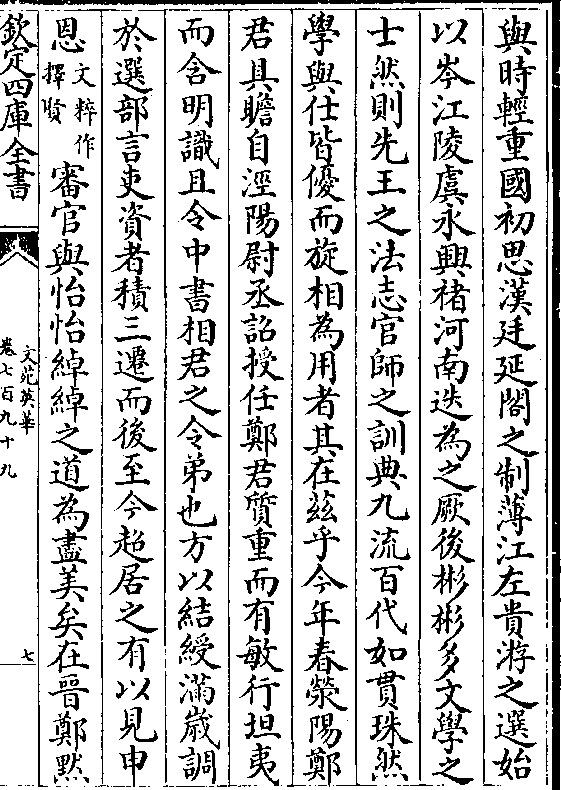 與時輕重國初思漢廷延閣之制薄江左貴游之選始
以岑江陵虞永興褚河南迭為之厥後彬彬多文學之
士然則先王之法志官師之訓典九流百代如貫珠然
學與仕皆優而旋相為用者其在茲乎今年春滎陽鄭
君具瞻自涇陽尉丞詔授任鄭君質重而有敏行坦夷
而含明識且令中書相君之令弟也方以結綬滿歲調
於選部言吏資者積三遷而後至今超居之有以見申
恩文粹作擇賢審官與怡怡綽綽之道為盡美矣在晉鄭黙
欽定四庫全書
文苑英華
卷七百九十九
七